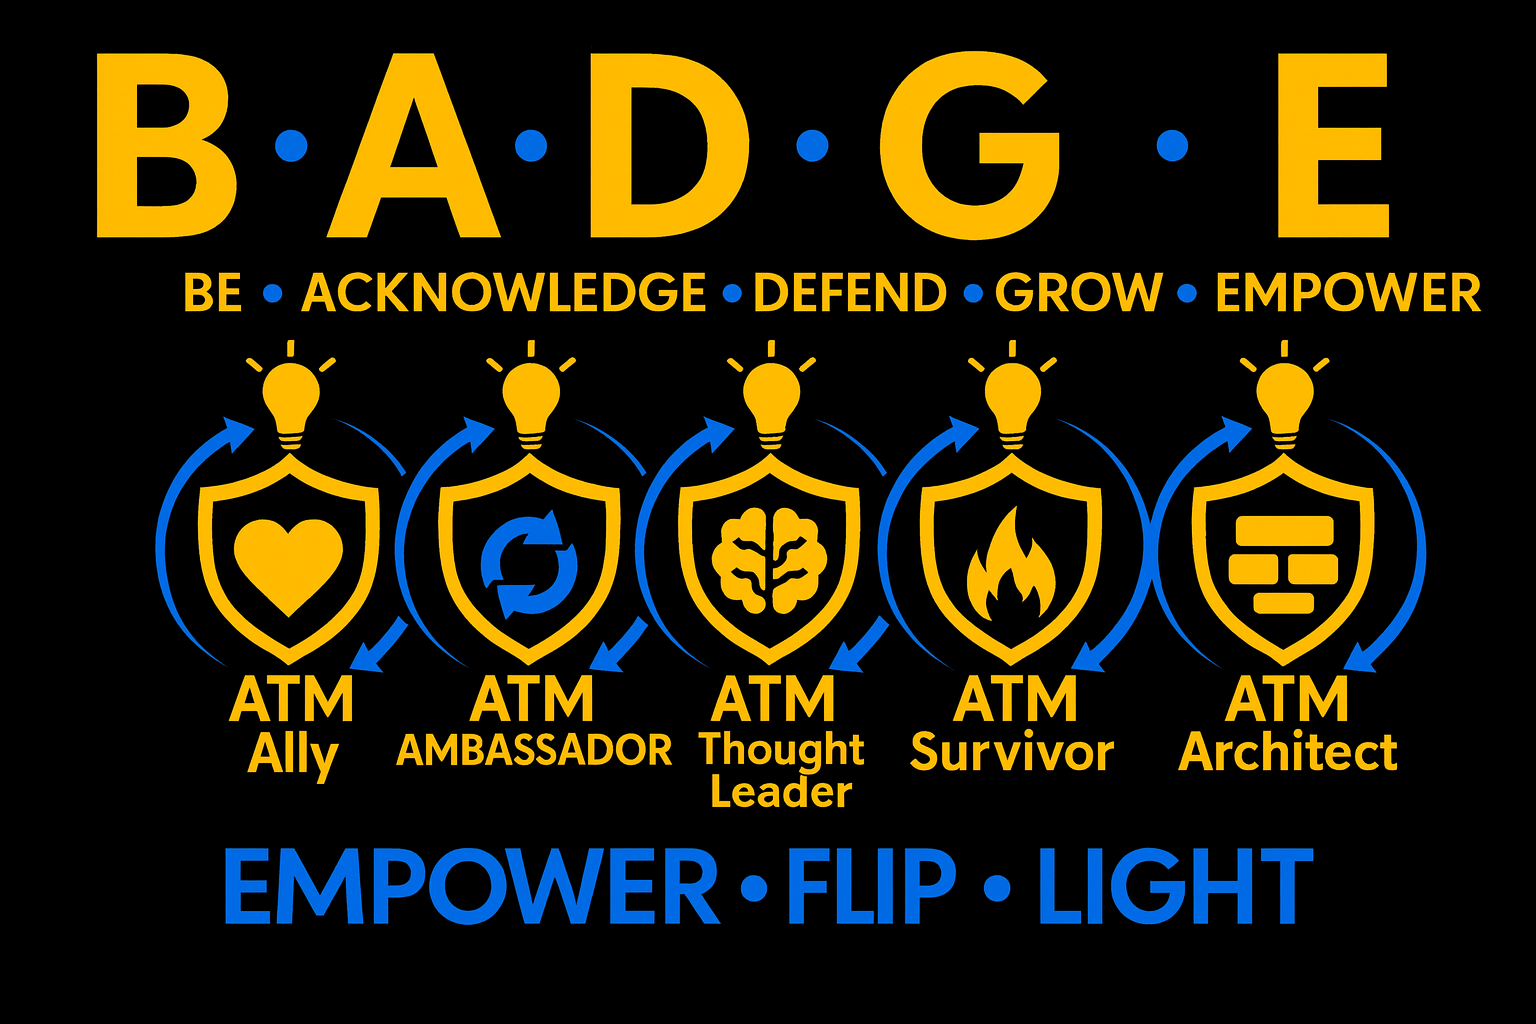 B•A•D•G•E
BE • ACKNOWLEDGE • DEFEND • GROW • EMPOWER
ATM
Ally
ATM
AMBASSADOR
ATM
Thought
Leader
ATM
Survivor
ATM
Architect
EMPOWER • FLIP • LIGHT